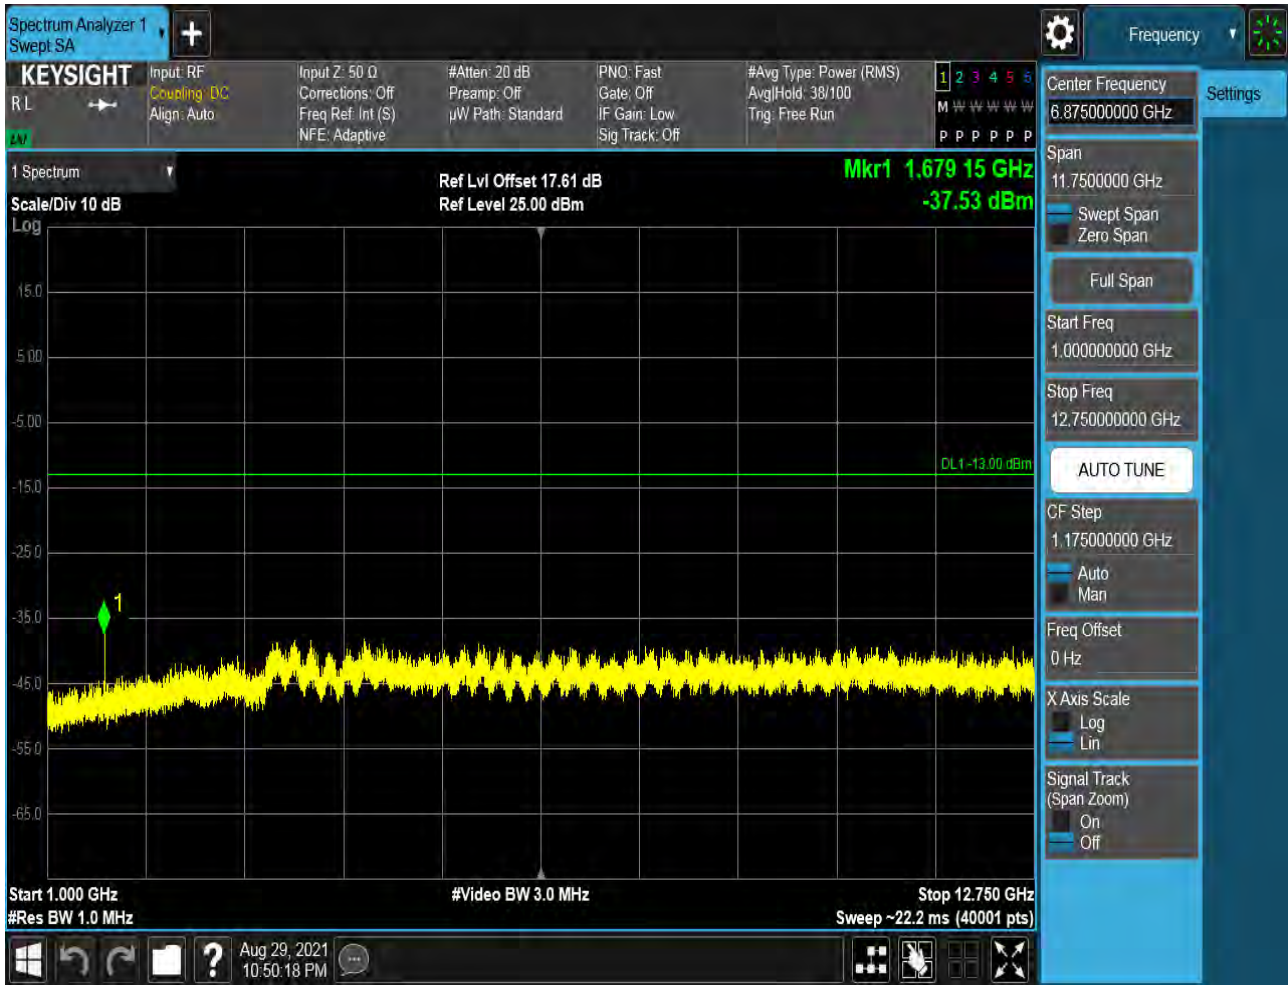 Spectrum Analyzer 1
Swept SA
Frequency
KEYSIGHT
R L
Input: RF
Coupling: DC
Align: Auto
Input Z: 50 Ω
Corrections: Off
Freq Ref: Int (S)
NFE: Adaptive
#Atten: 20 dB
Preamp: Off
µW Path: Standard
PNO: Fast
Gate: Off
IF Gain: Low
Sig Track: Off
#Avg Type: Power (RMS)
Avg|Hold: 38/100
Trig: Free Run
1 2 3 4 5 6
M W W W W W
P P P P P P
1 Spectrum
Scale/Div 10 dB
Log
Ref Lvl Offset 17.61 dB
Ref Level 25.00 dBm
Mkr1 1.679 15 GHz
-37.53 dBm
15.0
5.00
-5.00
DL1 -13.00 dBm
-15.0
-25.0
1
-35.0
-45.0
-55.0
-65.0
Start 1.000 GHz
#Res BW 1.0 MHz
#Video BW 3.0 MHz
Stop 12.750 GHz
Sweep ~22.2 ms (40001 pts)
Aug 29, 2021
10:50:18 PM
Settings
Center Frequency
6.875000000 GHz
Span
11.7500000 GHz
Swept Span
Zero Span
Full Span
Start Freq
1.000000000 GHz
Stop Freq
12.750000000 GHz
AUTO TUNE
CF Step
1.175000000 GHz
Auto
Man
Freq Offset
0 Hz
X Axis Scale
Log
Lin
Signal Track
(Span Zoom)
On
Off